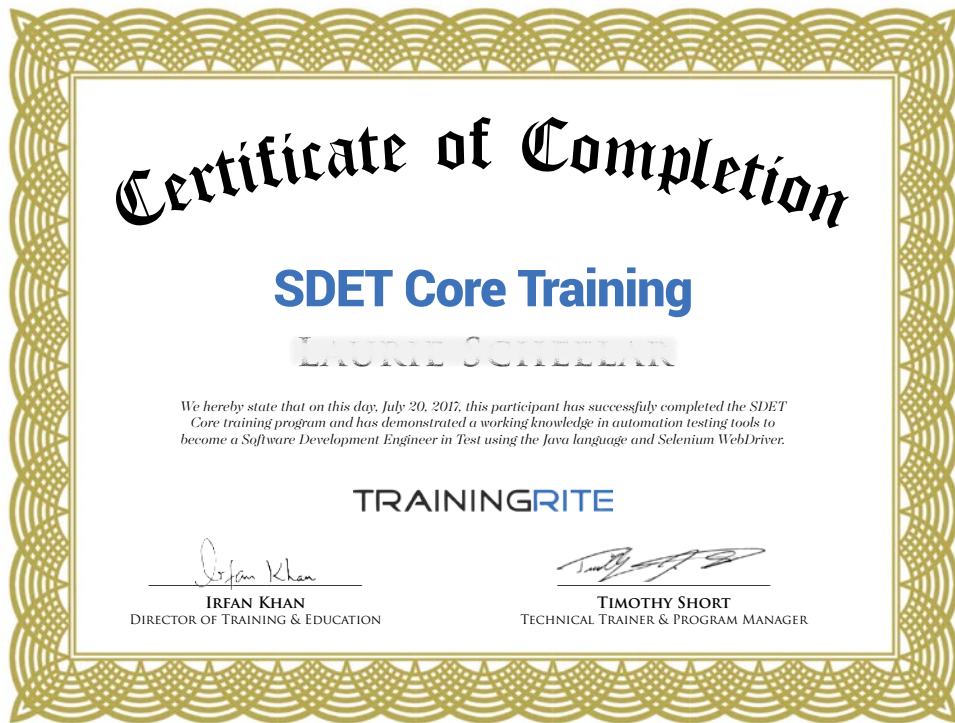 Certificate of Completion
SDET Core Training
We hereby state that on this day, July 20, 2017, this participant has successfuly completed the SDET
Core training program and has demonstrated a working knowledge in automation testing tools to
become a Software Development Engineer in Test using the Java language and Selenium WebDriver.
TRAININGRITE
Irfan Khan
IRFAN KHAN
DIRECTOR OF TRAINING & EDUCATION
TIMOTHY SHORT
TECHNICAL TRAINER & PROGRAM MANAGER